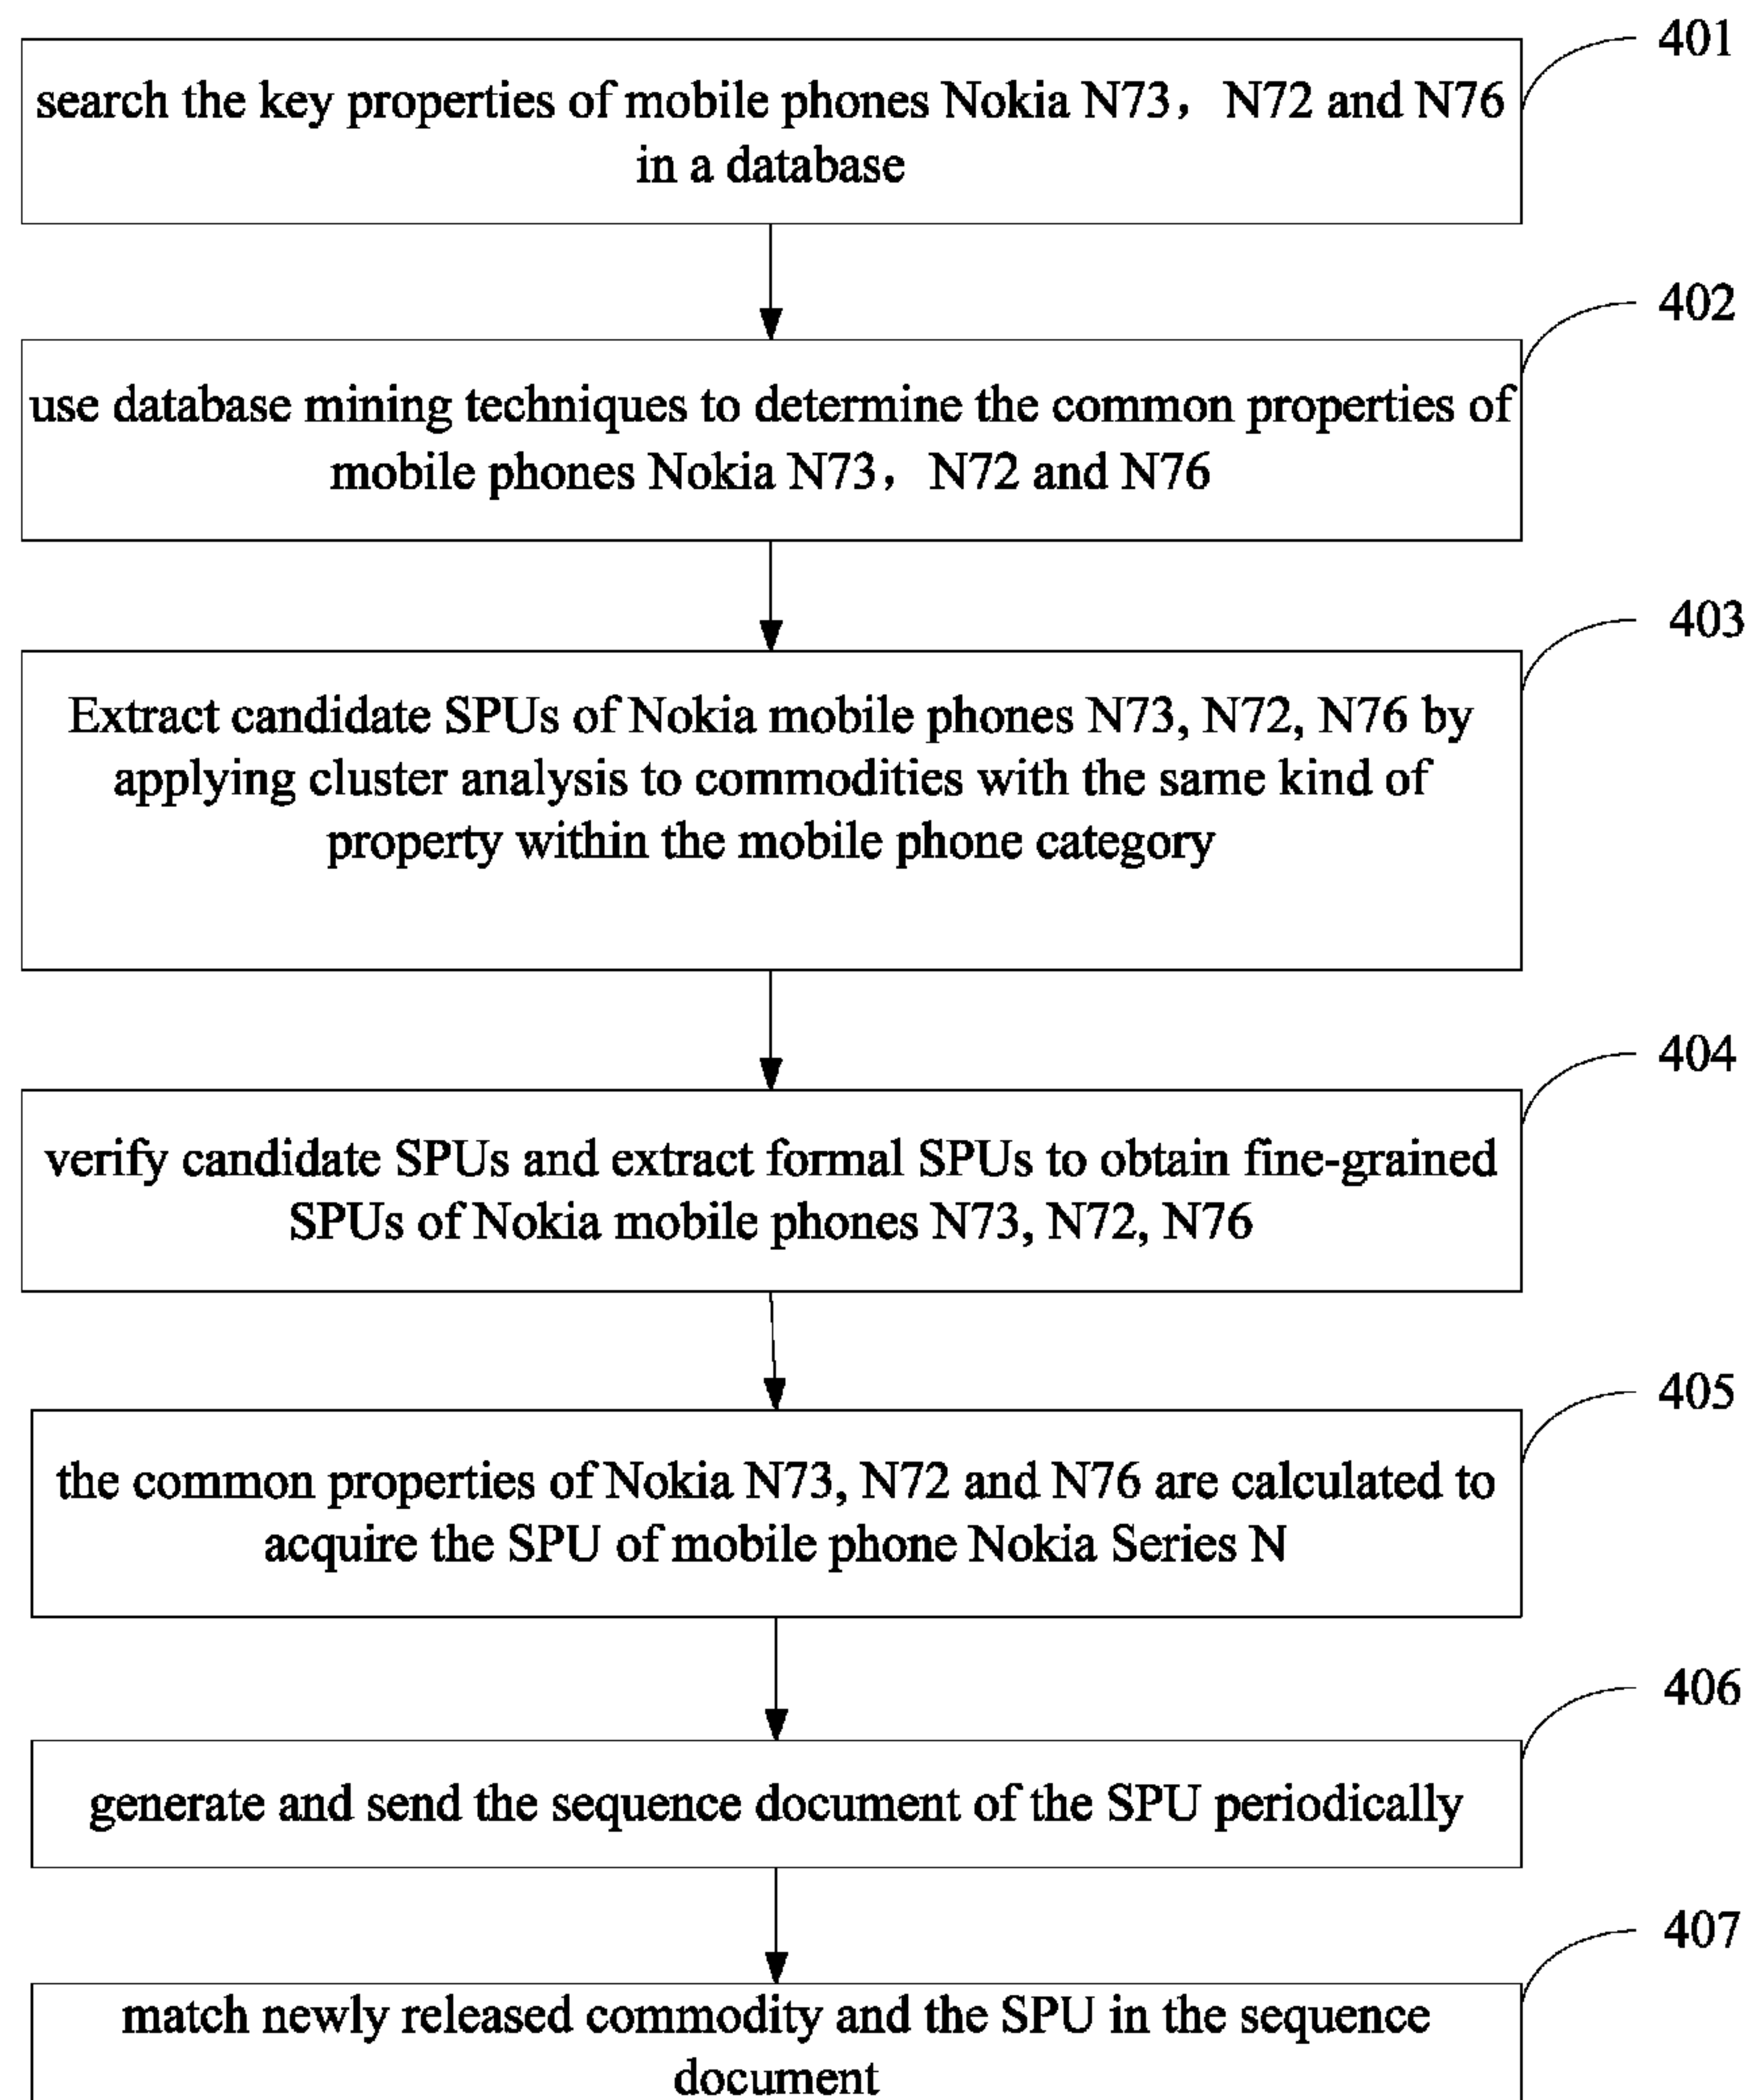 401
search the key properties of mobile phones Nokia N73，N72 and N76
in a database
402
use database mining techniques to determine the common properties of
mobile phones Nokia N73，N72 and N76
403
Extract candidate SPUs of Nokia mobile phones N73, N72, N76 by
applying cluster analysis to commodities with the same kind of
property within the mobile phone category
404
verify candidate SPUs and extract formal SPUs to obtain fine-grained
SPUs of Nokia mobile phones N73, N72, N76
405
the common properties of Nokia N73, N72 and N76 are calculated to
acquire the SPU of mobile phone Nokia Series N
406
generate and send the sequence document of the SPU periodically
407
match newly released commodity and the SPU in the sequence
document